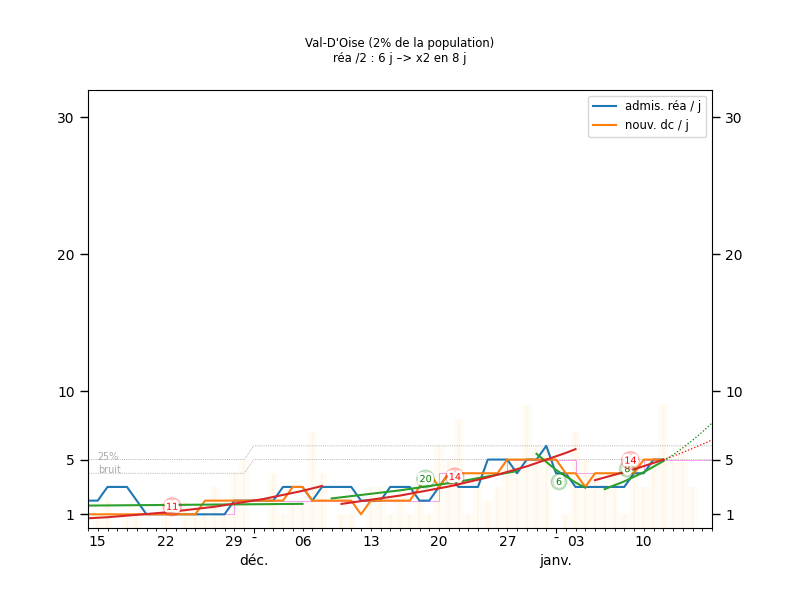 Val-D'Oise (2% de la population)
réa /2 : 6 j –> x2 en 8 j
admis. réa / j
nouv. dc / j
30 30
20 20
10 10
5 5
1 1
25%
bruit
11 20 14 6 14 8
15 22 29 - 06 13 20 27 - 03 10
déc. janv.